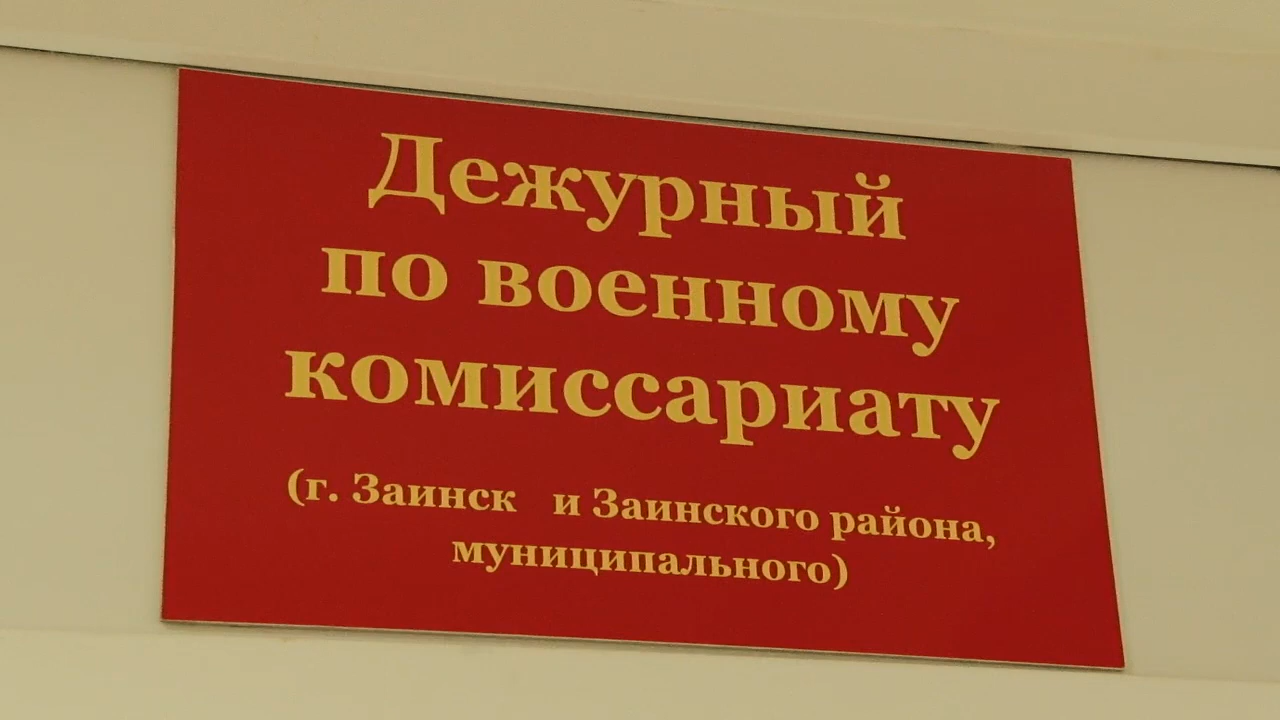 Дежурный
по военному
комиссариату
(г. Заинск и Заинского района,
муниципального)